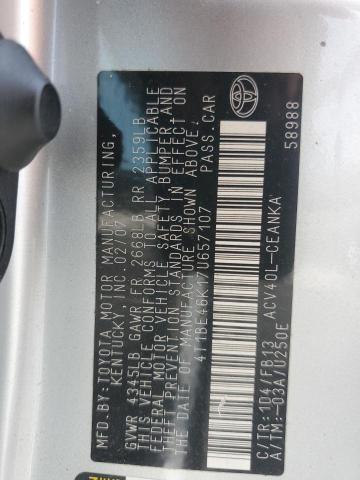 MFD.BY:TOYOTA MOTOR MANUFACTURING,
KENTUCKY, INC. 02/07
GVWR 4345LB GAWR FR 2668LB RR 2359LB
THIS VEHICLE CONFORMS TO ALL APPLICABLE
FEDERAL MOTOR VEHICLE SAFETY, BUMPER, AND
THEFT PREVENTION STANDARDS IN EFFECT ON
THE DATE OF MANUFACTURE SHOWN ABOVE.
4T1BE46K17U657107 PASS.CAR
C/TR:1D4/FB13 ACV40L-CEANKA
A/TM:-03A/U250E
58988